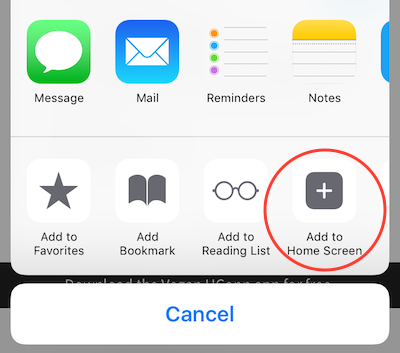 Message
Mail
Reminders
Notes
Add to
Favorites
Add
Bookmark
Add to
Reading List
Add to
Home Screen
Download the Vegan UConn app for free
Cancel